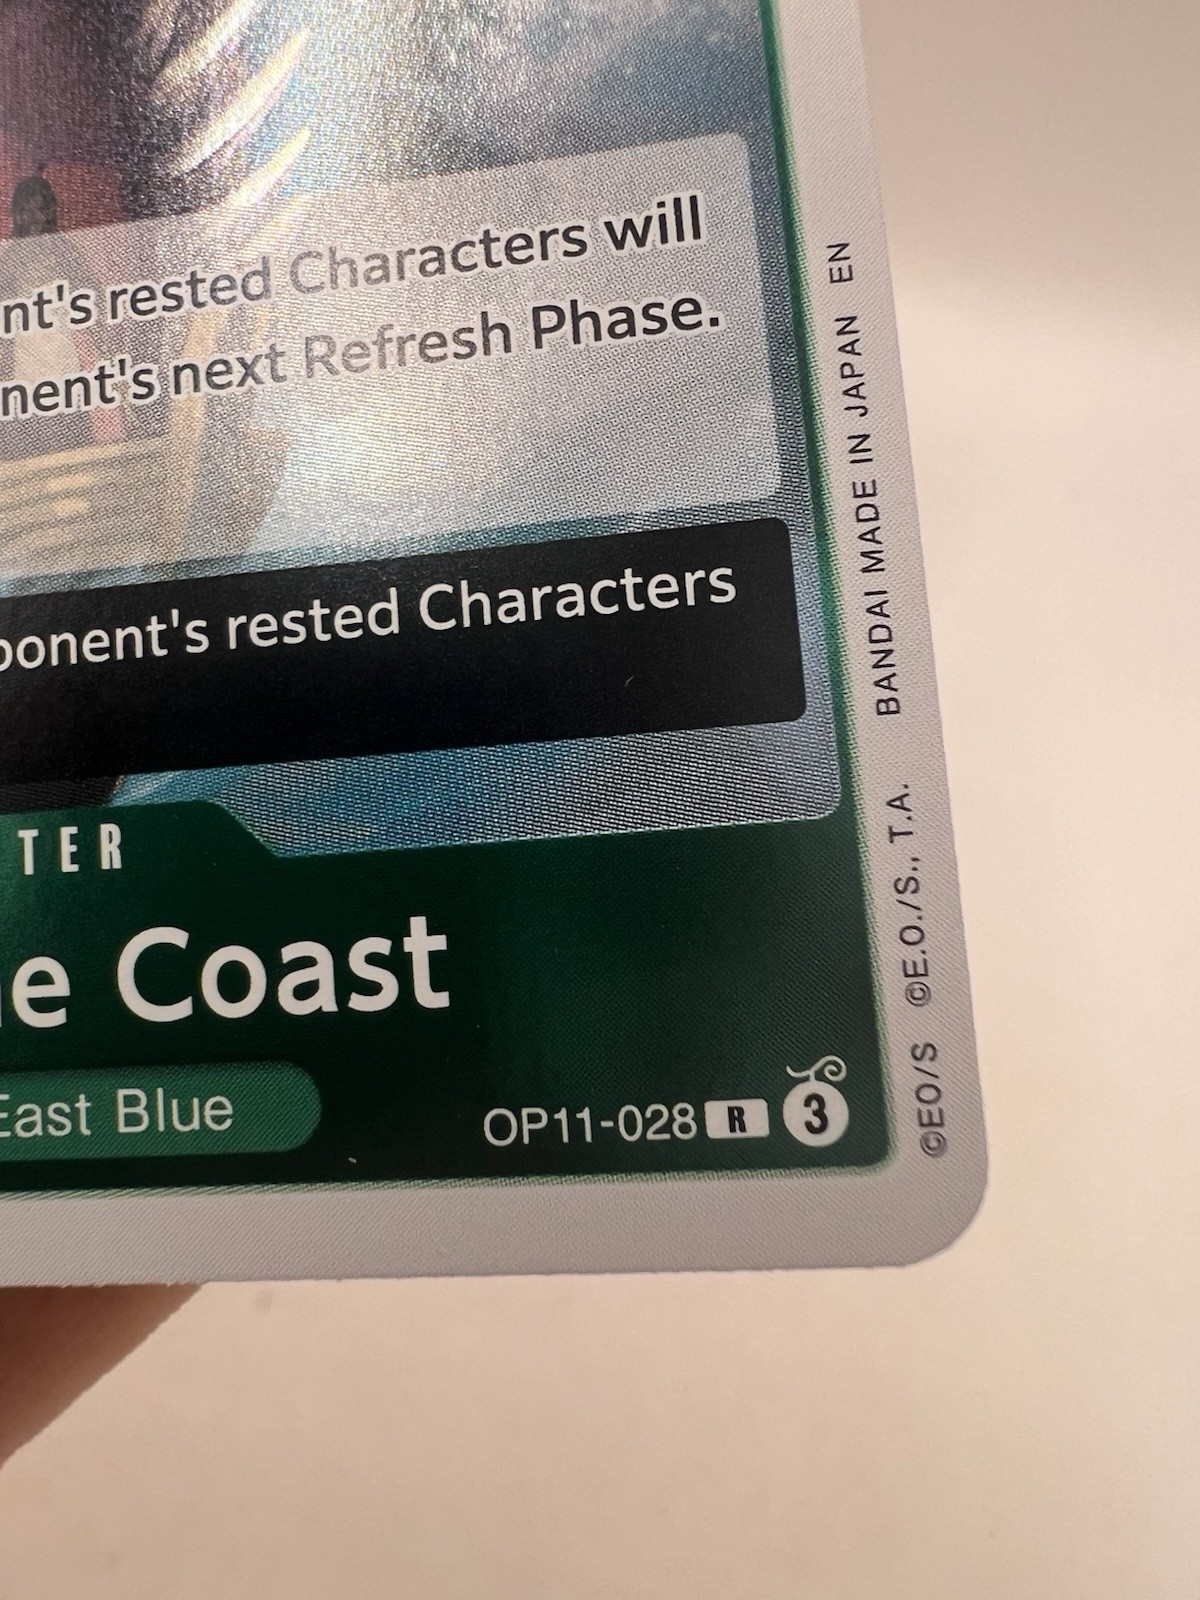 nt's rested Characters will
nent's next Refresh Phase.
ponent's rested Characters
TER
e Coast
East Blue
OP11-028 R 3
©EO/S ©E.O./S., T.A. BANDAI MADE IN JAPAN EN